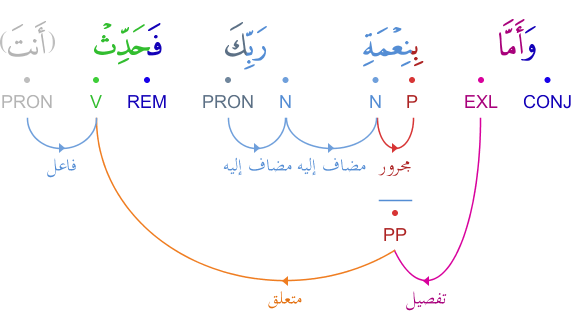 وَأَمَّا بِنِعْمَةِ رَبِّكَ فَحَدِّثْ (أَنتَ)
CONJ EXL P N N PRON REM V PRON
مجرور مضاف إليه مضاف إليه فاعل
PP
تفصيل متعلق